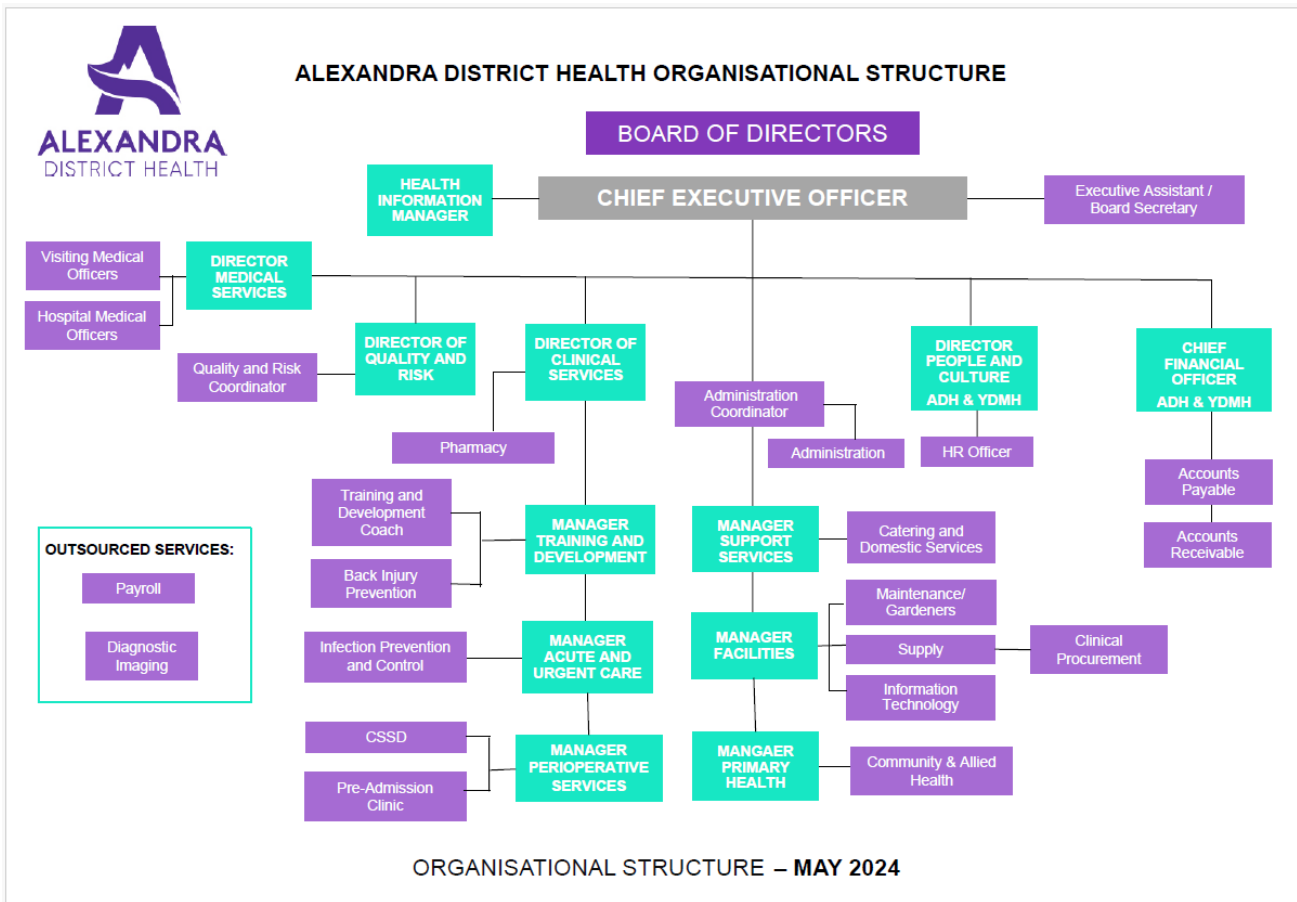 ALEXANDRA
DISTRICT HEALTH
ALEXANDRA DISTRICT HEALTH ORGANISATIONAL STRUCTURE
BOARD OF DIRECTORS
HEALTH
INFORMATION
MANAGER
CHIEF EXECUTIVE OFFICER
Executive Assistant /
Board Secretary
Visiting Medical
Officers
Hospital Medical
Officers
DIRECTOR
MEDICAL
SERVICES
Quality and Risk
Coordinator
DIRECTOR OF
QUALITY AND
RISK
DIRECTOR OF
CLINICAL
SERVICES
Pharmacy
Administration
Coordinator
Administration
DIRECTOR
PEOPLE AND
CULTURE
ADH & YDMH
HR Officer
CHIEF
FINANCIAL
OFFICER
ADH & YDMH
Accounts
Payable
Accounts
Receivable
Training and
Development
Coach
Back Injury
Prevention
MANAGER
TRAINING AND
DEVELOPMENT
MANAGER
SUPPORT
SERVICES
Catering and
Domestic Services
OUTSOURCED SERVICES:
Payroll
Diagnostic
Imaging
Infection Prevention
and Control
MANAGER
ACUTE AND
URGENT CARE
MANAGER
FACILITIES
Maintenance/
Gardeners
Supply
Clinical
Procurement
Information
Technology
CSSD
Pre-Admission
Clinic
MANAGER
PERIOPERATIVE
SERVICES
MANGAER
PRIMARY
HEALTH
Community & Allied
Health
ORGANISATIONAL STRUCTURE – MAY 2024